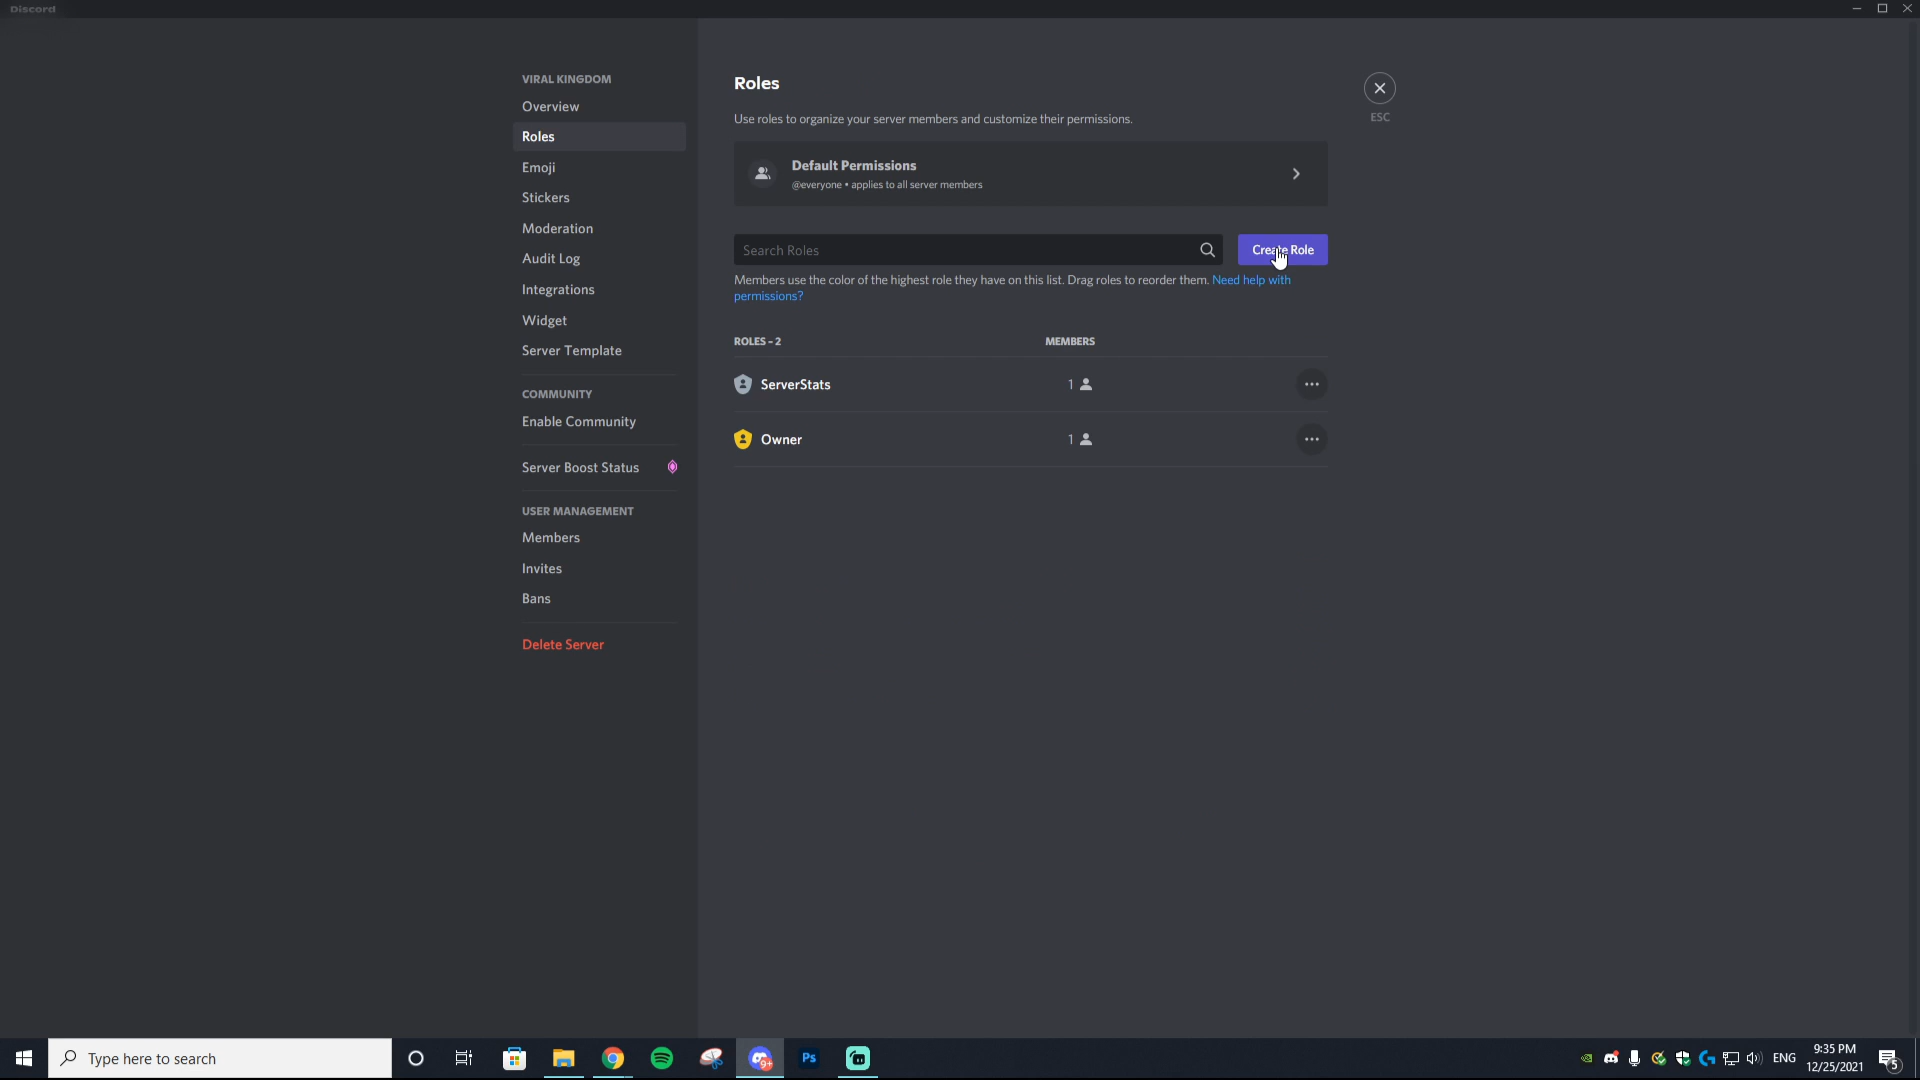 Discord
VIRAL KINGDOM
Overview
Roles
Emoji
Stickers
Moderation
Audit Log
Integrations
Widget
Server Template
COMMUNITY
Enable Community
Server Boost Status
USER MANAGEMENT
Members
Invites
Bans
Delete Server
Roles
Use roles to organize your server members and customize their permissions.
Default Permissions
@everyone • applies to all server members
Search Roles
Create Role
Members use the color of the highest role they have on this list. Drag roles to reorder them. Need help with
permissions?
ROLES – 2 MEMBERS
ServerStats 1
Owner 1
ESC
Type here to search
9+
Ps
ENG
9:35 PM
12/25/2021
5